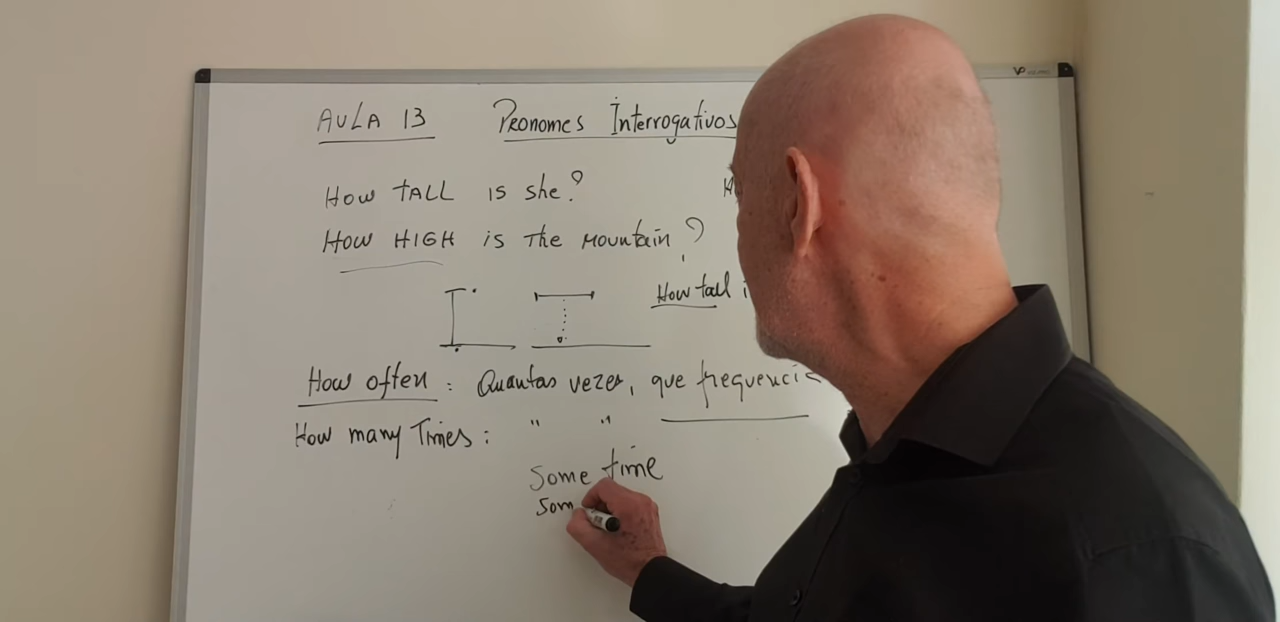 AULA 13 Pronomes Interrogativos
How TALL is she?
How HIGH is the mountain?
How tall
How often : Quantas vezes, que frequencia
How many Times : " "
Some time
Som